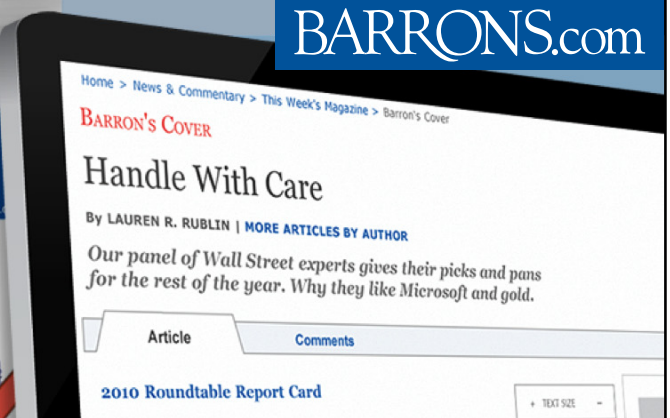 BARRONS.com
Home > News & Commentary > This Week's Magazine > Barron's Cover
BARRON'S COVER
Handle With Care
By LAUREN R. RUBLIN | MORE ARTICLES BY AUTHOR
Our panel of Wall Street experts gives their picks and pans
for the rest of the year. Why they like Microsoft and gold.
Article Comments
2010 Roundtable Report Card
+ TEXT SIZE -